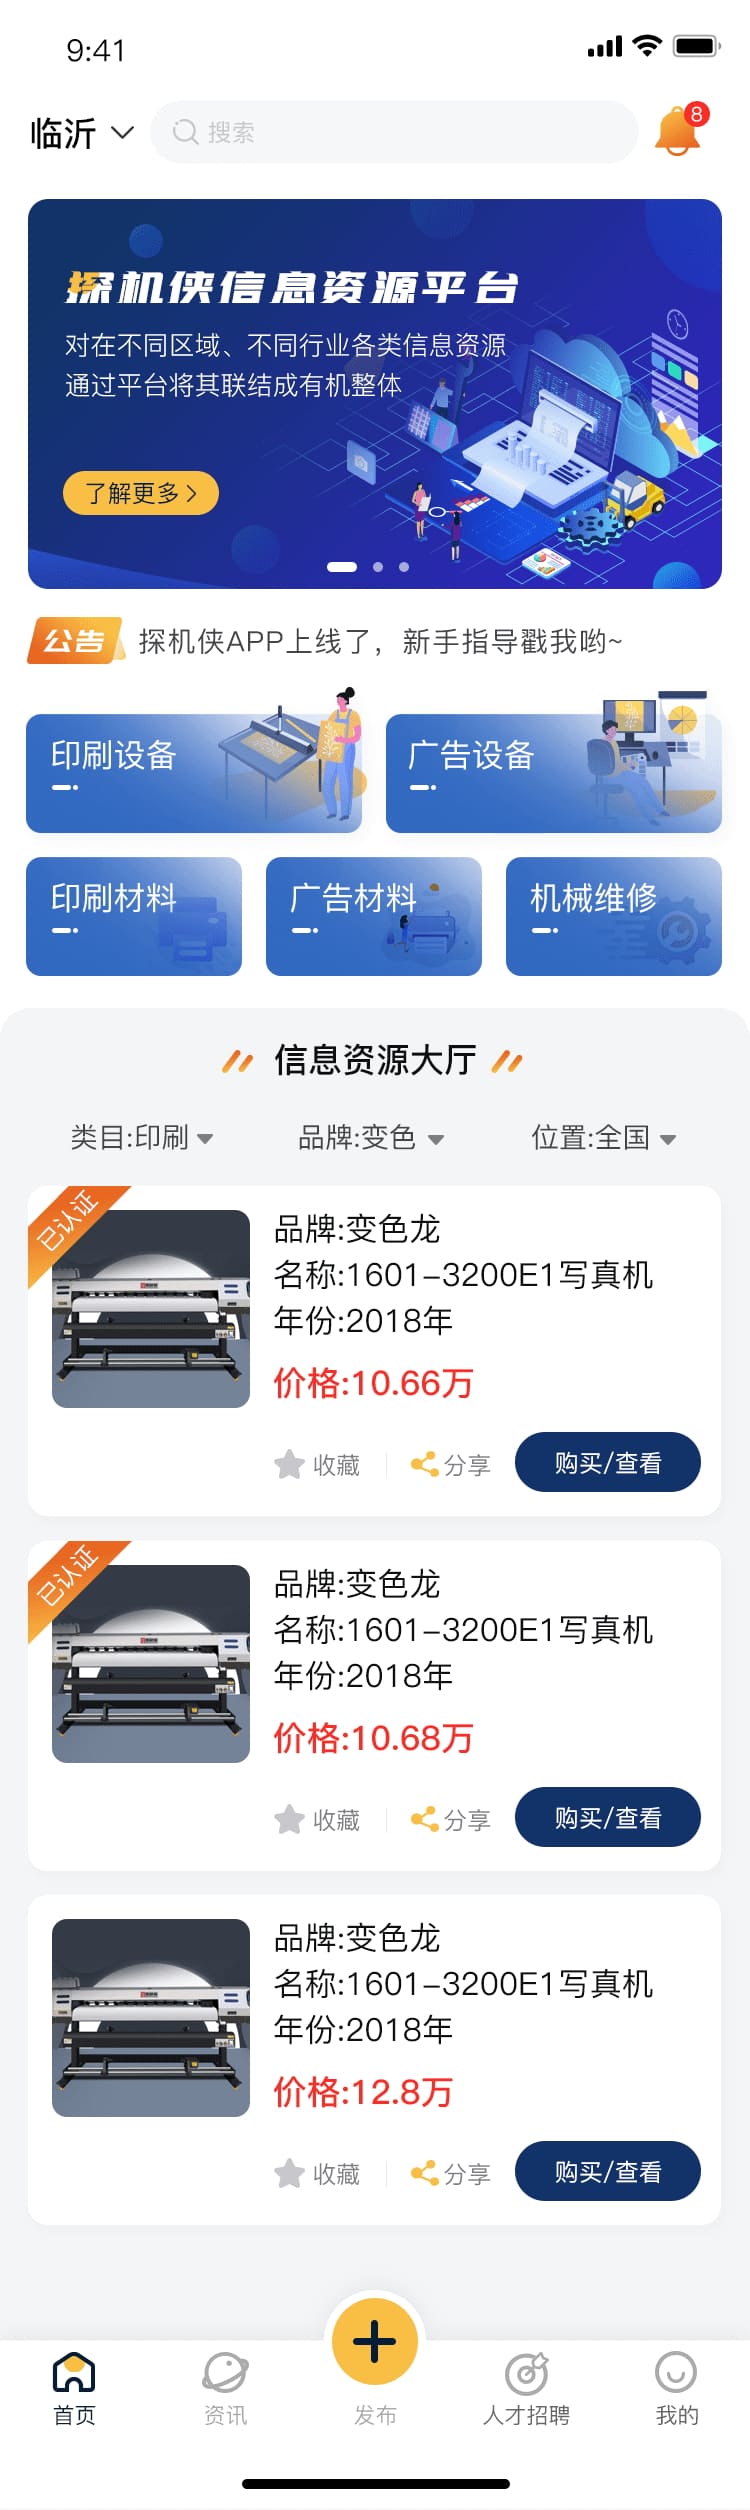 9:41
临沂
搜索
8
探机侠信息资源平台
对在不同区域、不同行业各类信息资源
通过平台将其联结成有机整体
了解更多
公告
探机侠APP上线了，新手指导戳我哟~
印刷设备
广告设备
印刷材料
广告材料
机械维修
信息资源大厅
类目:印刷
品牌:变色
位置:全国
已认证
品牌:变色龙
名称:1601-3200E1写真机
年份:2018年
价格:10.66万
收藏
分享
购买/查看
已认证
品牌:变色龙
名称:1601-3200E1写真机
年份:2018年
价格:10.68万
收藏
分享
购买/查看
品牌:变色龙
名称:1601-3200E1写真机
年份:2018年
价格:12.8万
收藏
分享
购买/查看
首页
资讯
发布
人才招聘
我的